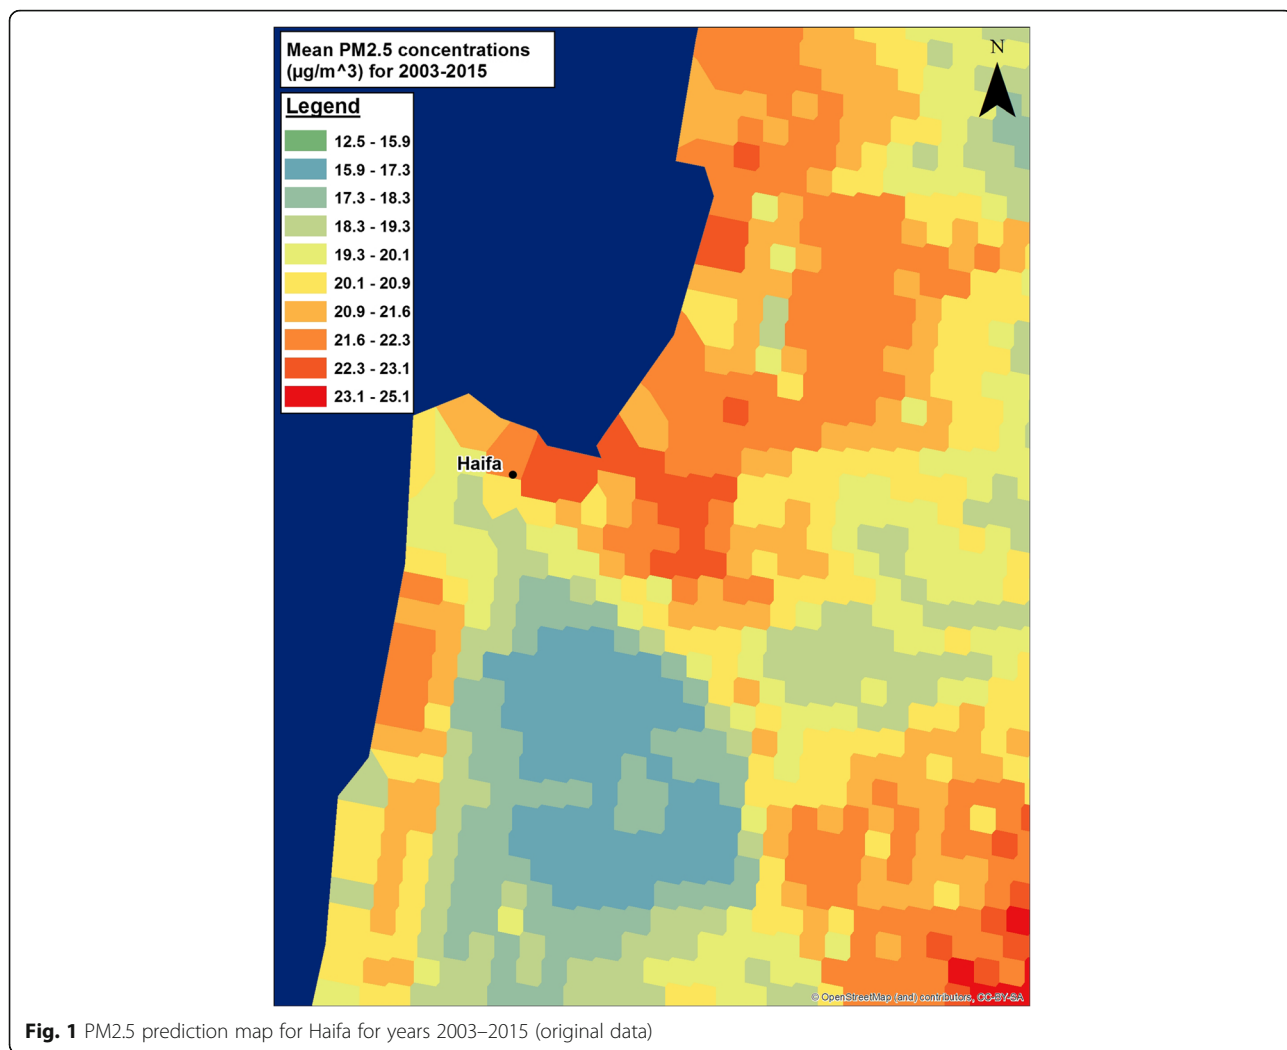 Mean PM2.5 concentrations
(µg/m^3) for 2003-2015
N
Legend
12.5 - 15.9
15.9 - 17.3
17.3 - 18.3
18.3 - 19.3
19.3 - 20.1
20.1 - 20.9
20.9 - 21.6
21.6 - 22.3
22.3 - 23.1
23.1 - 25.1
Haifa
© OpenStreetMap (and) contributors, CC-BY-SA
Fig. 1 PM2.5 prediction map for Haifa for years 2003–2015 (original data)